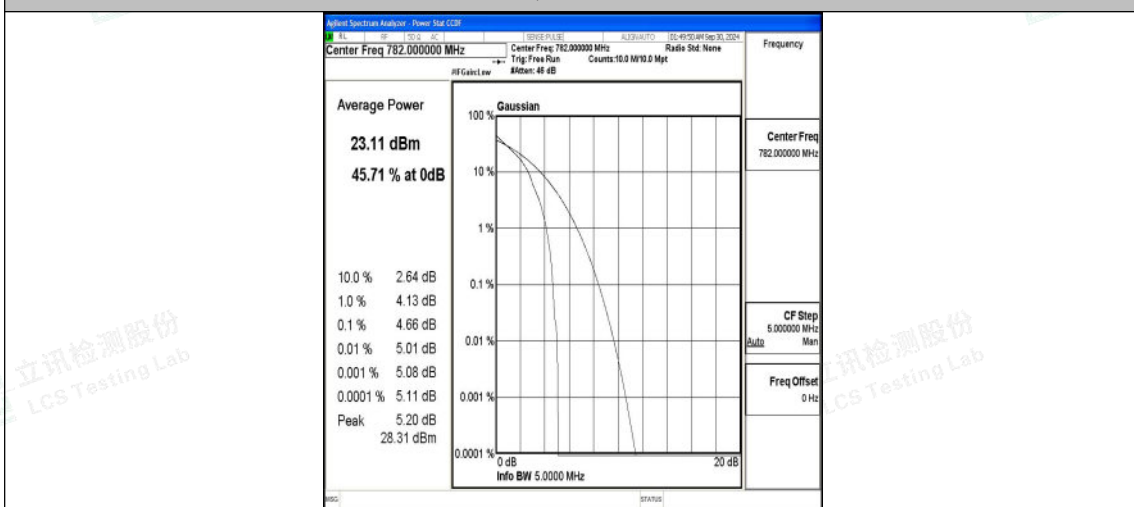 Agilent Spectrum Analyzer - Power Stat CCDF
RL RF 50 Ω AC SENSE:PULSE ALIGNAUTO 01:49:50 AM Sep 30, 2024
Center Freq 782.000000 MHz
Center Freq: 782.000000 MHz
Radio Std: None
Trig: Free Run
Counts:10.0 M/10.0 Mpt
#IFGain:Low
#Atten: 46 dB
Frequency
Average Power
23.11 dBm
45.71 % at 0dB
10.0 % 2.64 dB
1.0 % 4.13 dB
0.1 % 4.66 dB
0.01 % 5.01 dB
0.001 % 5.08 dB
0.0001 % 5.11 dB
Peak 5.20 dB
28.31 dBm
Gaussian
100 %
10 %
1 %
0.1 %
0.01 %
0.001 %
0.0001 %
0 dB
20 dB
Info BW 5.0000 MHz
Center Freq
782.000000 MHz
CF Step
5.000000 MHz
Auto Man
Freq Offset
0 Hz
MSG
STATUS
立讯检测股份
LCS Testing Lab
立讯检测股份
LCS Testing Lab